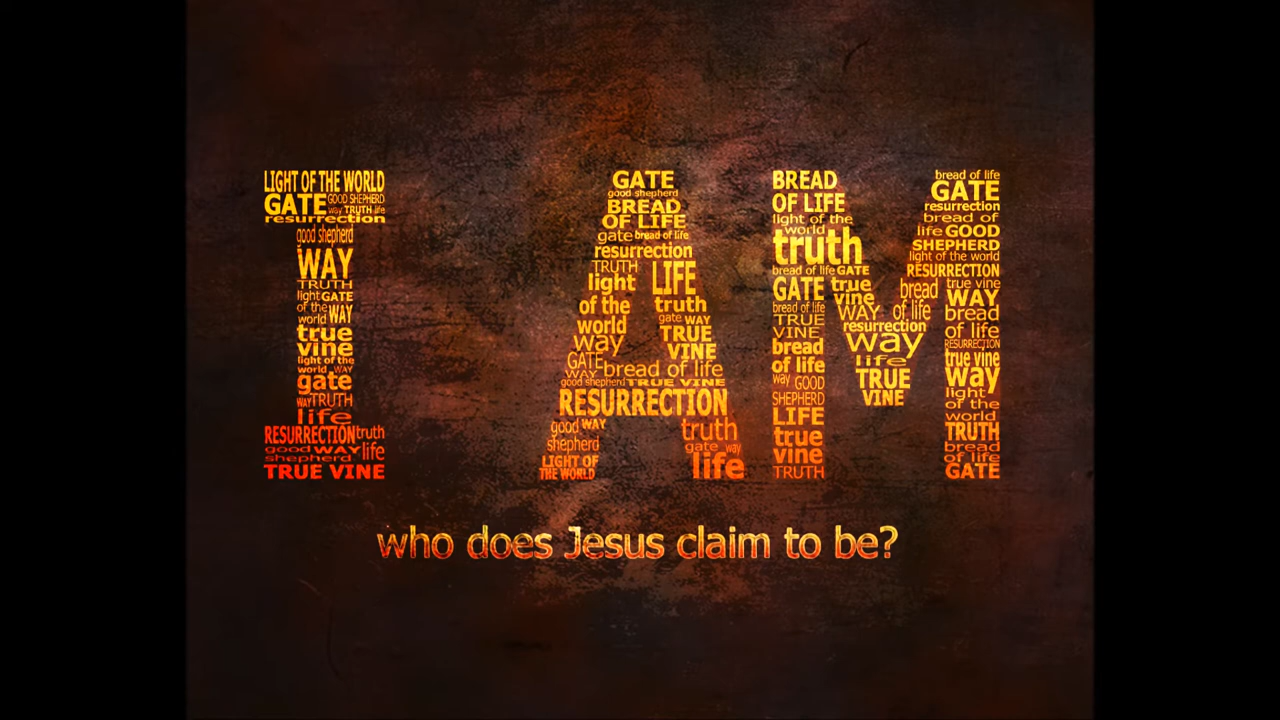 LIGHT OF THE WORLD
GATE GOOD SHEPHERD
way TRUTH life
resurrection
good shepherd
WAY
TRUTH
light GATE
of the WAY
world
true
vine
light of the
world WAY
gate
WAY TRUTH
life
RESURRECTION truth
good WAY life
shepherd
TRUE VINE
GATE
good shepherd
BREAD
OF LIFE
gate bread of life
resurrection
TRUTH LIFE
light
of the truth
world gate WAY
way TRUE
VINE
GATE
WAY bread of life
good shepherd TRUE VINE
RESURRECTION
good WAY truth
shepherd gate way
LIGHT OF life
THE WORLD
BREAD
OF LIFE
light of the
world
truth
bread of life GATE
GATE true
vine
bread of life WAY
TRUE
VINE resurrection
bread way
of life life
way GOOD TRUE
SHEPHERD VINE
LIFE
true
vine
TRUTH
bread of life
GATE
resurrection
bread of
life GOOD
SHEPHERD
light of the world
RESURRECTION
bread true vine
of life WAY
bread
of life
RESURRECTION
true vine
way
light
of the
world
TRUTH
bread
of life
GATE
who does Jesus claim to be?